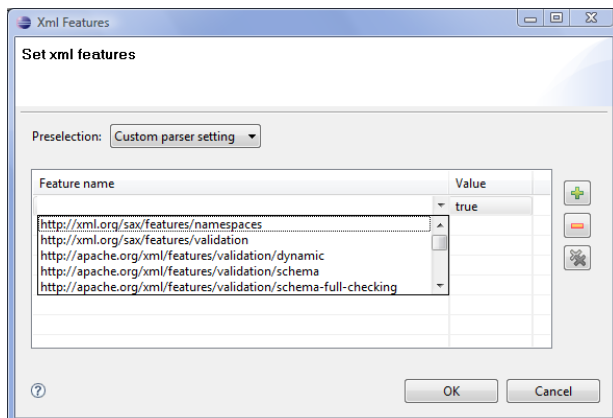 Xml Features
Set xml features
Preselection: Custom parser setting
Feature name Value
true
http://xml.org/sax/features/namespaces
http://xml.org/sax/features/validation
http://apache.org/xml/features/validation/dynamic
http://apache.org/xml/features/validation/schema
http://apache.org/xml/features/validation/schema-full-checking
OK Cancel